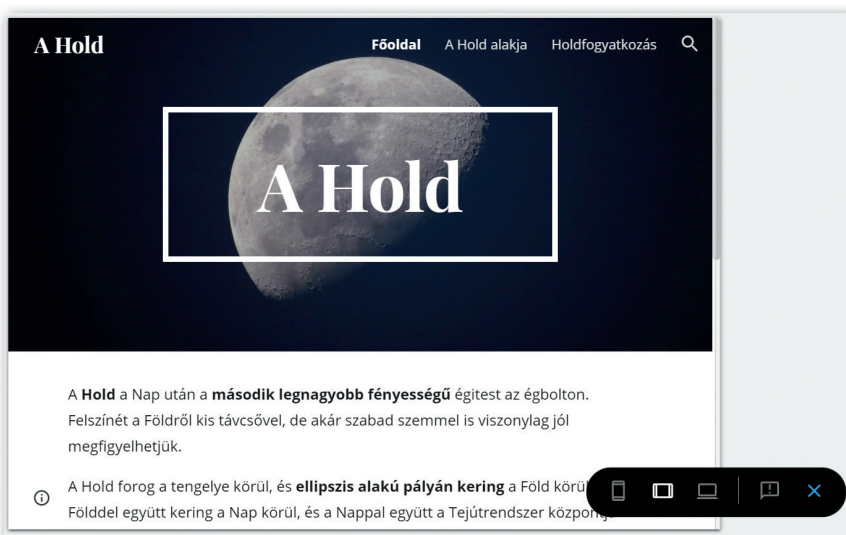 A Hold
Főoldal A Hold alakja Holdfogyatkozás
A Hold
A Hold a Nap után a második legnagyobb fényességű égitest az égbolton.
Felszínét a Földről kis távcsővel, de akár szabad szemmel is viszonylag jól
megfigyelhetjük.
A Hold forog a tengelye körül, és ellipszis alakú pályán kering a Föld körü
Földdel együtt kering a Nap körül, és a Nappal együtt a Tejútrendszer